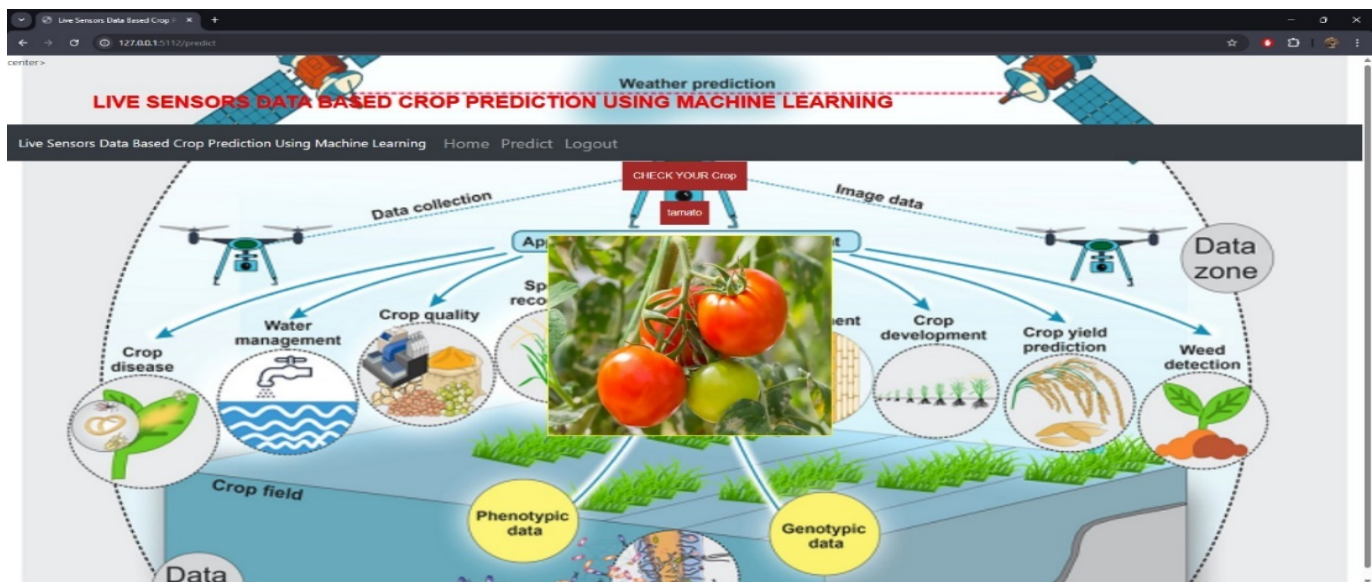 Live Sensors Data Based Crop P
127.0.0.1:5112/predict
center>
Weather prediction
LIVE SENSORS DATA BASED CROP PREDICTION USING MACHINE LEARNING
Live Sensors Data Based Crop Prediction Using Machine Learning Home Predict Logout
CHECK YOUR Crop
tamato
Data collection
Image data
Data
zone
Crop
disease
Water
management
Crop quality
Crop
development
Crop yield
prediction
Weed
detection
Crop field
Phenotypic
data
Genotypic
data
Data